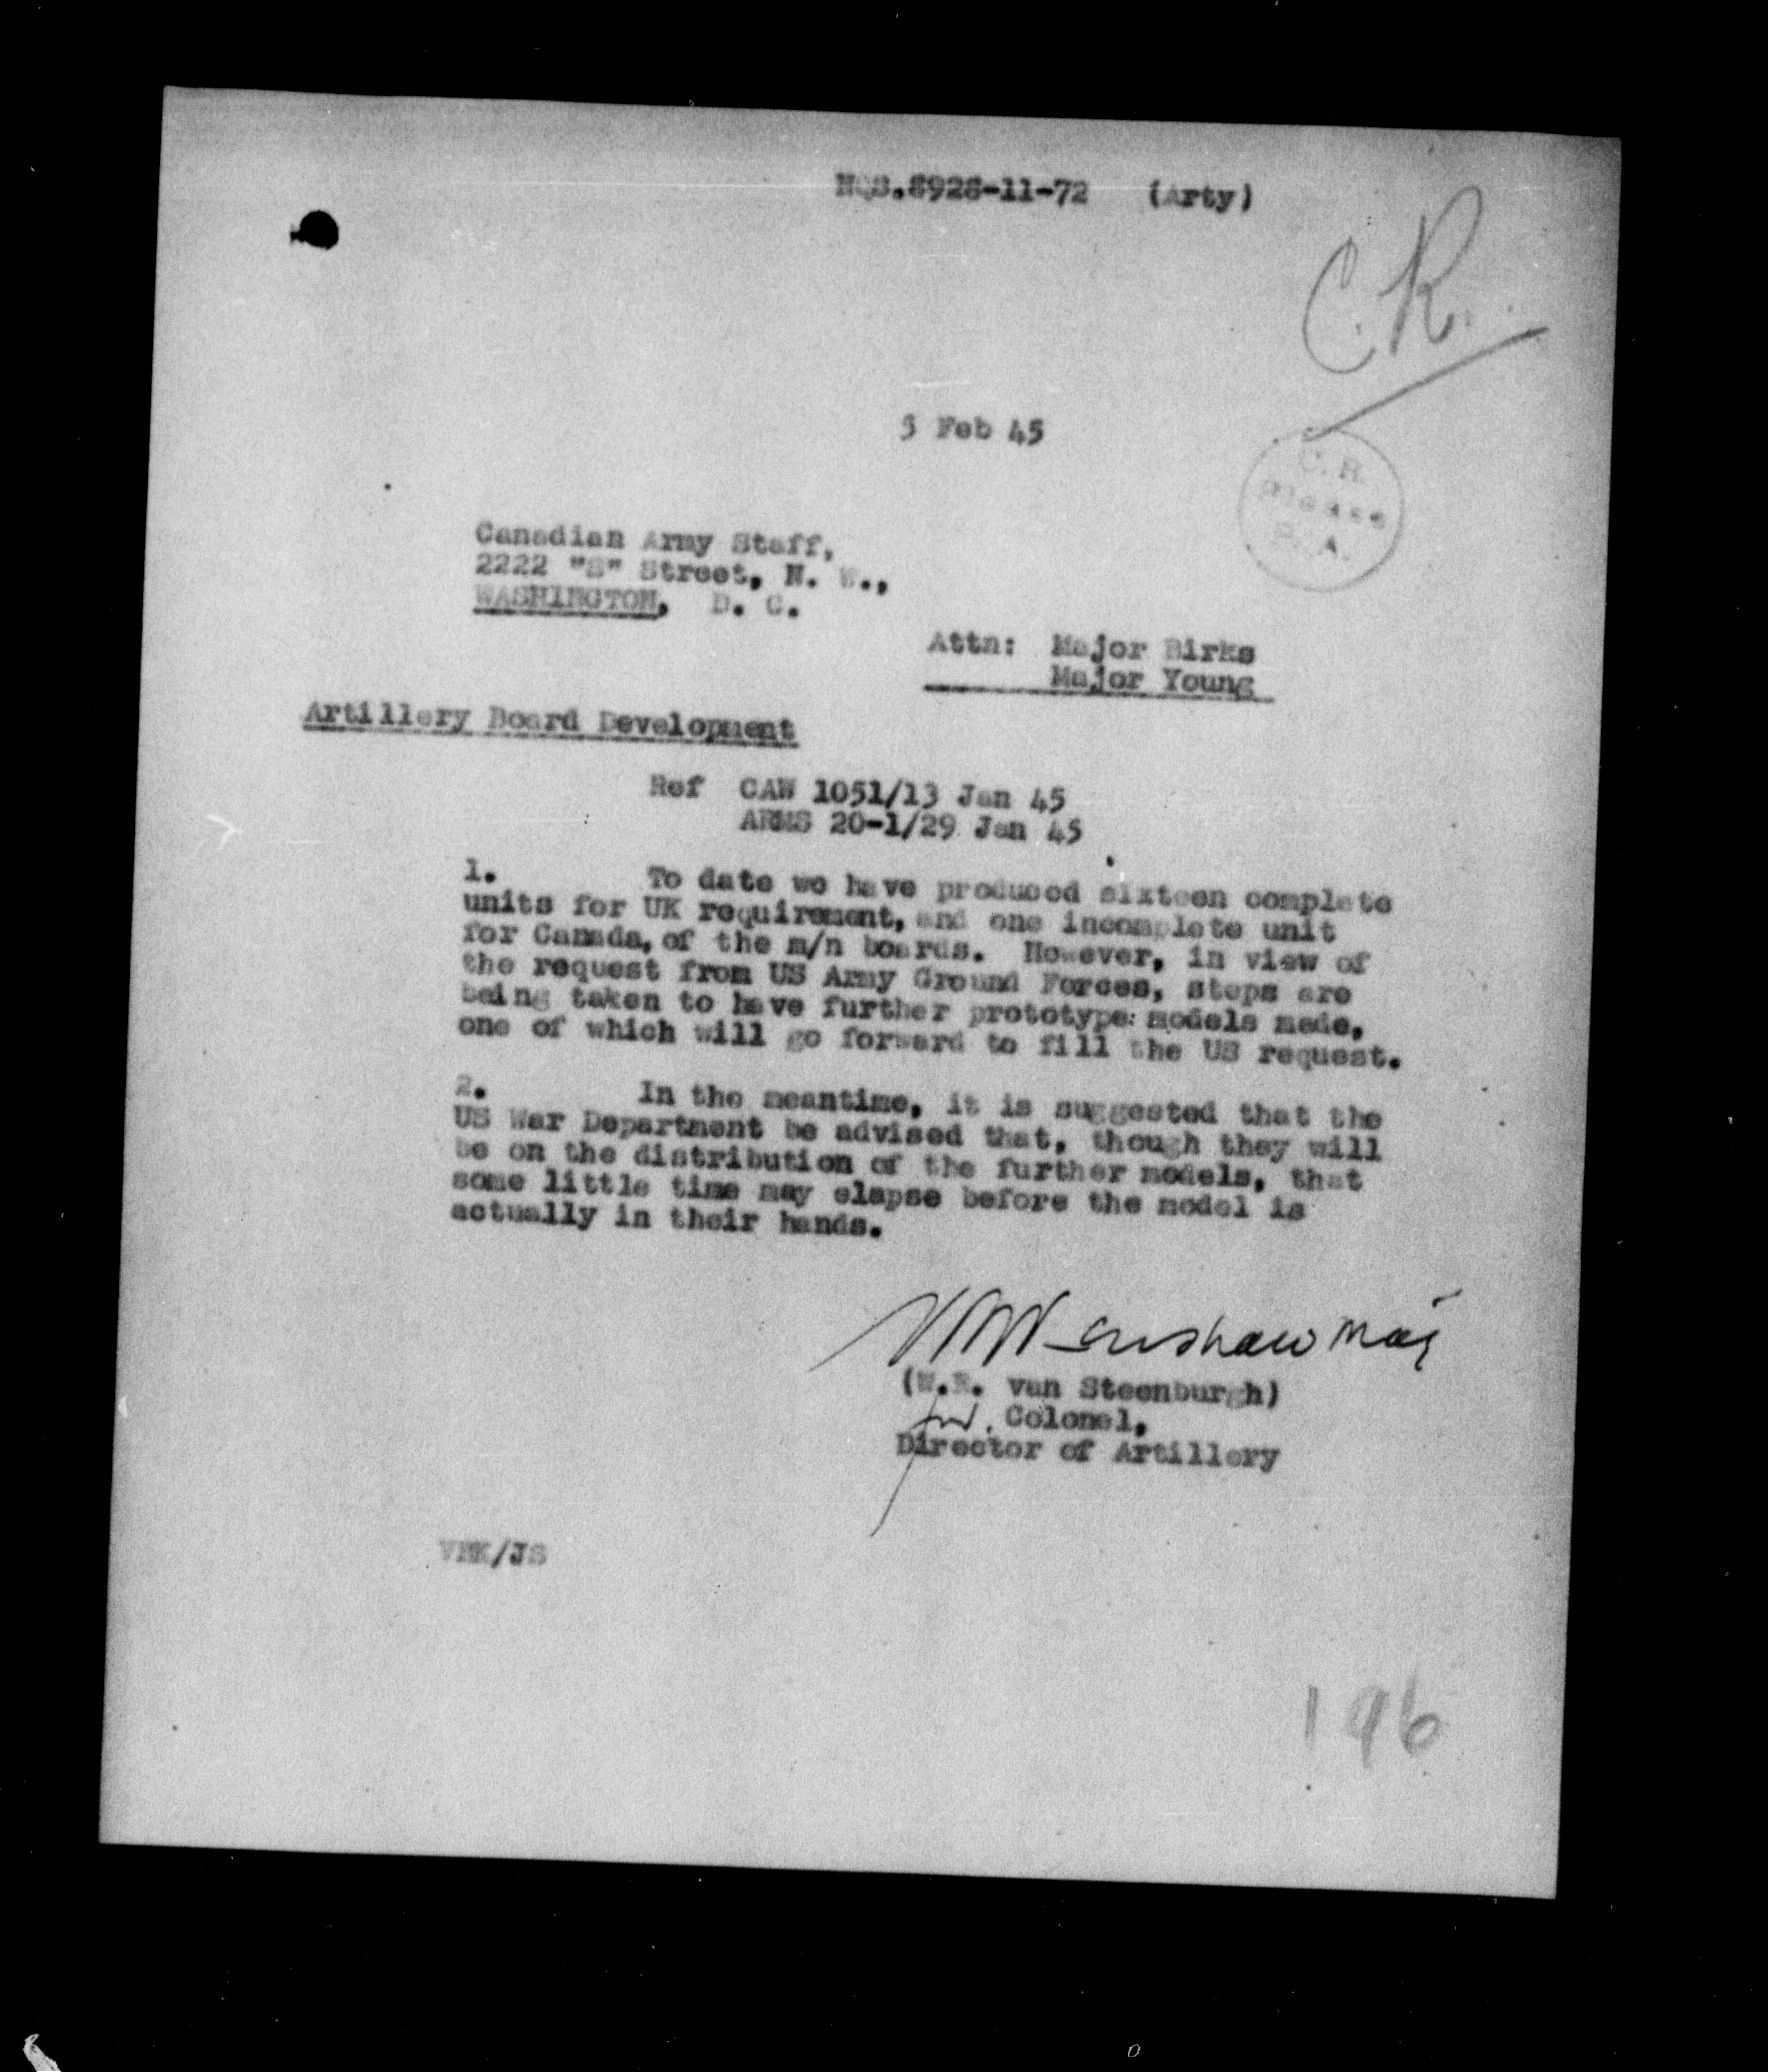 HQS.8928-11-72 (Arty)
C.R.
5 Feb 45
C. R.
please
P. A.
Canadian Army Staff,
2222 "S" Street, N. W.,
WASHINGTON, D. C.
Attn: Major Birks
Major Young
Artillery Board Development
Ref CAW 1051/13 Jan 45
ARMS 20-1/29 Jan 45
1. To date we have produced sixteen complete
units for UK requirement, and one incomplete unit
for Canada, of the m/n boards. However, in view of
the request from US Army Ground Forces, steps are
being taken to have further prototype models made,
one of which will go forward to fill the US request.
2. In the meantime, it is suggested that the
US War Department be advised that, though they will
be on the distribution of the further models, that
some little time may elapse before the model is
actually in their hands.
Maj
(W.E. van Steenburgh)
for Colonel,
Director of Artillery
/JS
196